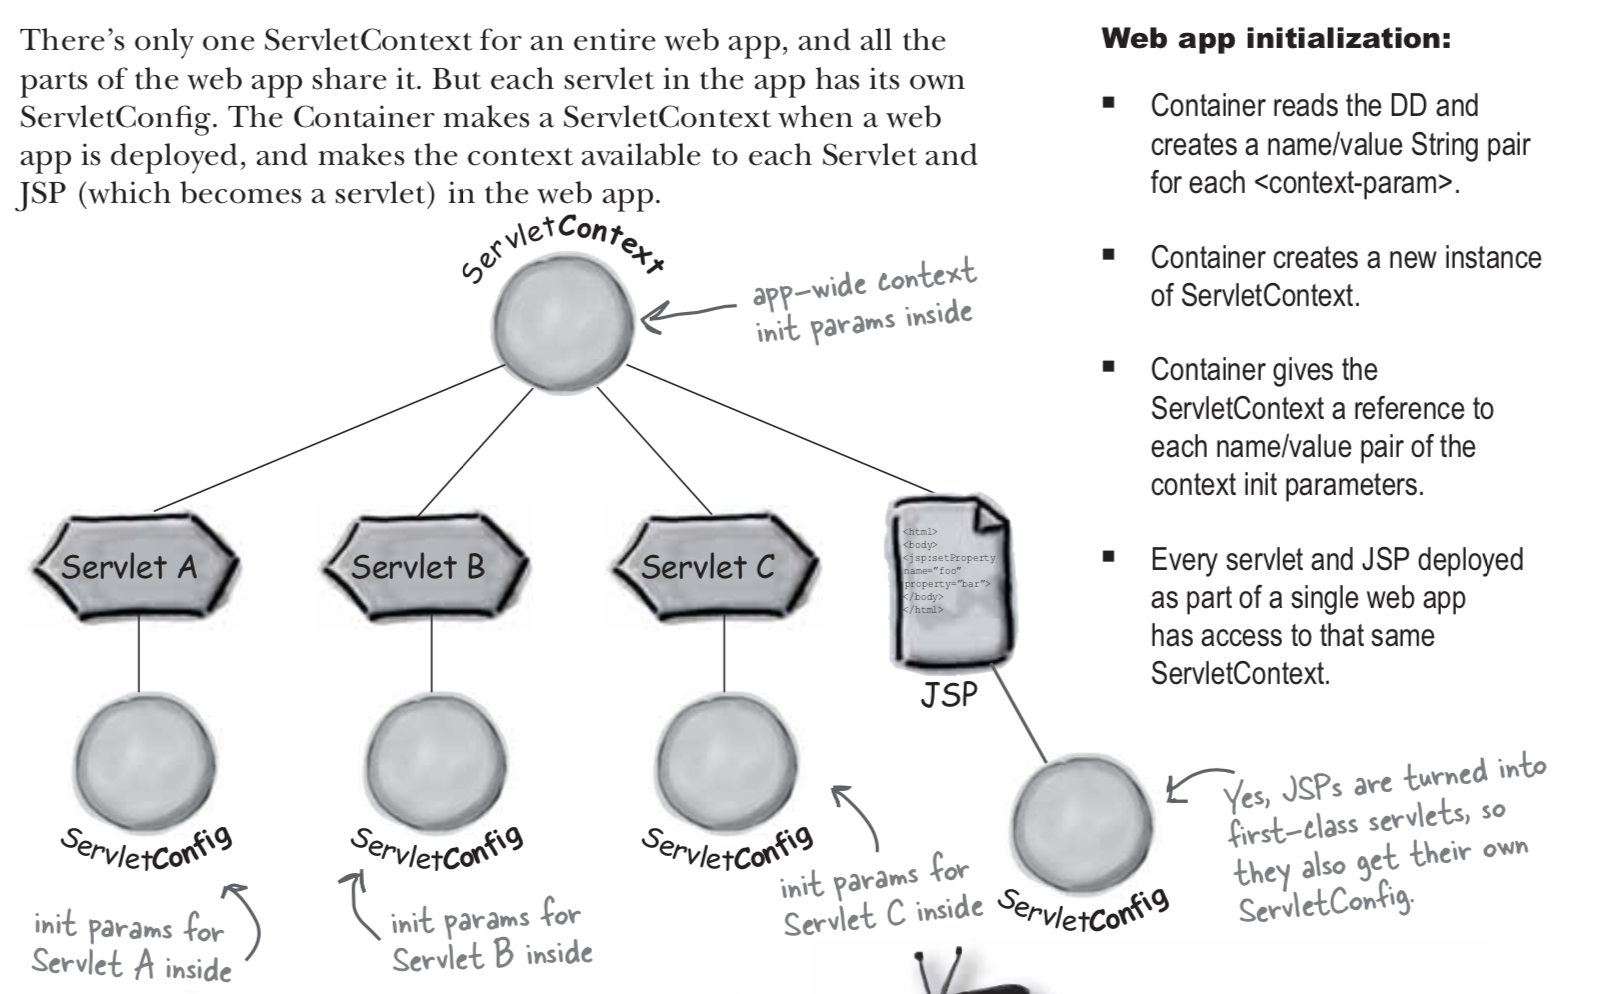 There's only one ServletContext for an entire web app, and all the
parts of the web app share it. But each servlet in the app has its own
ServletConfig. The Container makes a ServletContext when a web
app is deployed, and makes the context available to each Servlet and
JSP (which becomes a servlet) in the web app.
ServletContext
app-wide context
init params inside
Servlet A
Servlet B
Servlet C
<html>
<body>
<jsp:setProperty
name="foo"
property="bar">
</body>
</html>
JSP
ServletConfig
ServletConfig
ServletConfig
ServletConfig
init params for
Servlet A inside
init params for
Servlet B inside
init params for
Servlet C inside
Yes, JSPs are turned into
first-class servlets, so
they also get their own
ServletConfig.
Web app initialization:
■ Container reads the DD and
creates a name/value String pair
for each <context-param>.
■ Container creates a new instance
of ServletContext.
■ Container gives the
ServletContext a reference to
each name/value pair of the
context init parameters.
■ Every servlet and JSP deployed
as part of a single web app
has access to that same
ServletContext.